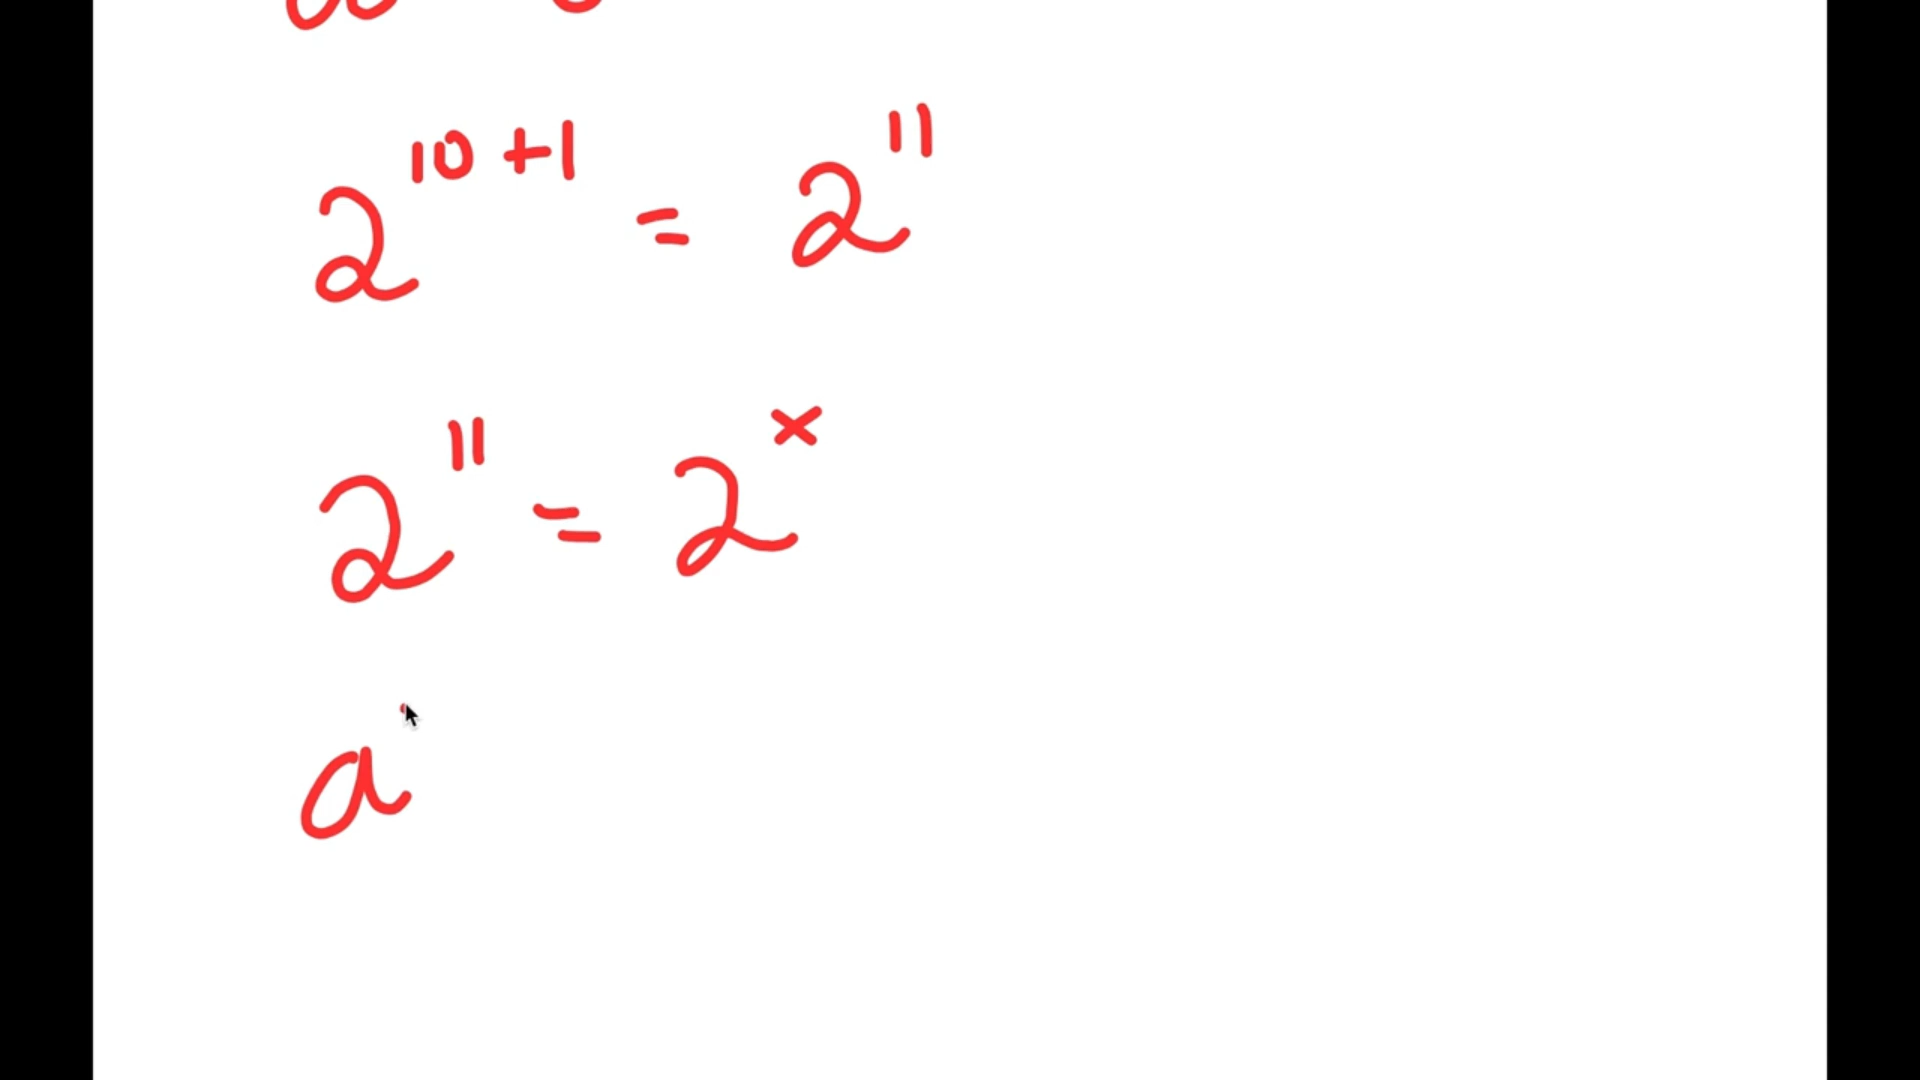 2^{10+1} = 2^{11}
2^{11} = 2^{x}
a